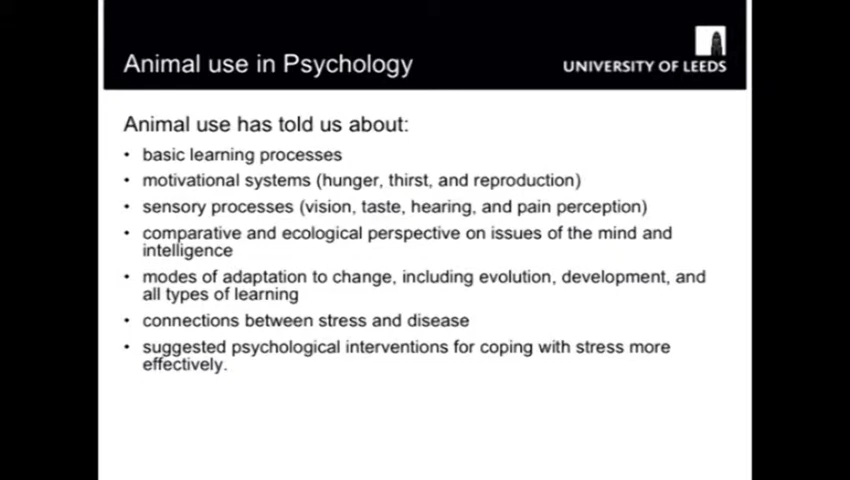 Animal use in Psychology
UNIVERSITY OF LEEDS
Animal use has told us about:
• basic learning processes
• motivational systems (hunger, thirst, and reproduction)
• sensory processes (vision, taste, hearing, and pain perception)
• comparative and ecological perspective on issues of the mind and
intelligence
• modes of adaptation to change, including evolution, development, and
all types of learning
• connections between stress and disease
• suggested psychological interventions for coping with stress more
effectively.